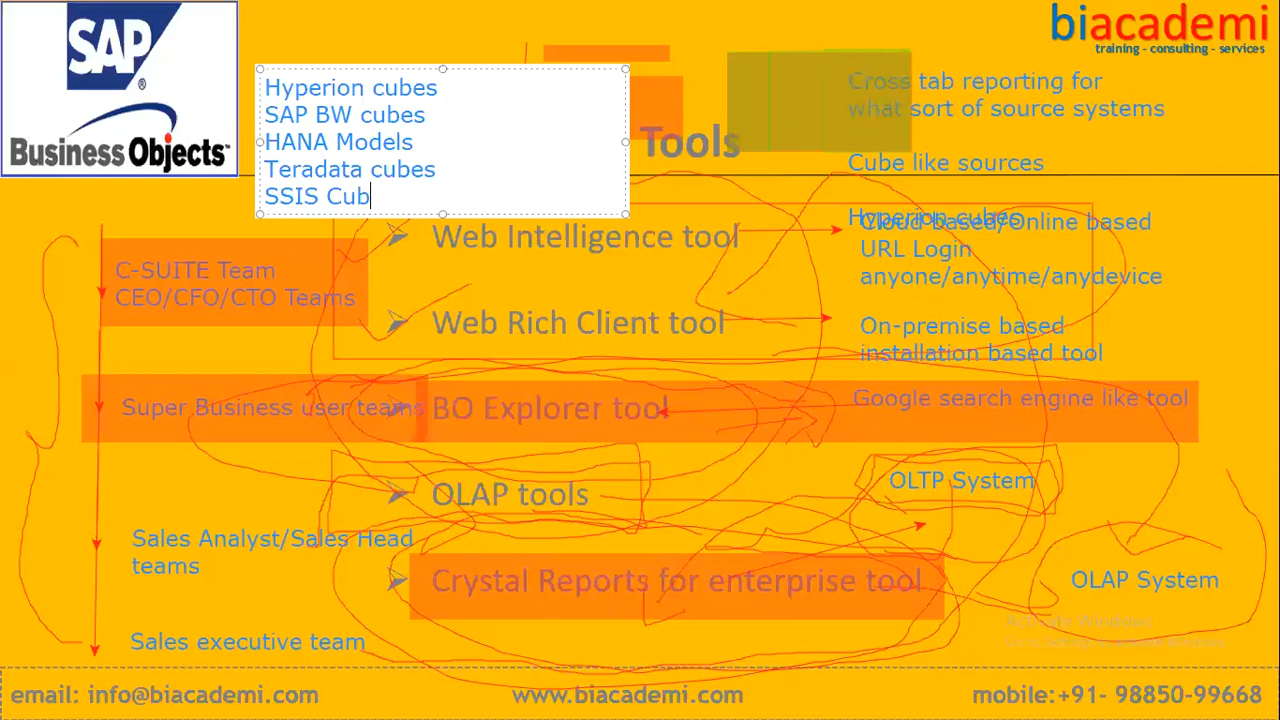 SAP
®
Business Objects™
biacademi
training - consulting - services
Hyperion cubes
SAP BW cubes
HANA Models
Teradata cubes
SSIS Cub
Tools
Cross tab reporting for
what sort of source systems
Cube like sources
Hyperion cubes
Web Intelligence tool
Cloud-based/Online based
URL Login
anyone/anytime/anydevice
C-SUITE Team
CEO/CFO/CTO Teams
Web Rich Client tool
On-premise based
installation based tool
Super Business user teams
BO Explorer tool
Google search engine like tool
OLAP tools
OLTP System
Sales Analyst/Sales Head
teams
Crystal Reports for enterprise tool
OLAP System
Activate Windows
Sales executive team
email: info@biacademi.com
www.biacademi.com
mobile:+91- 98850-99668